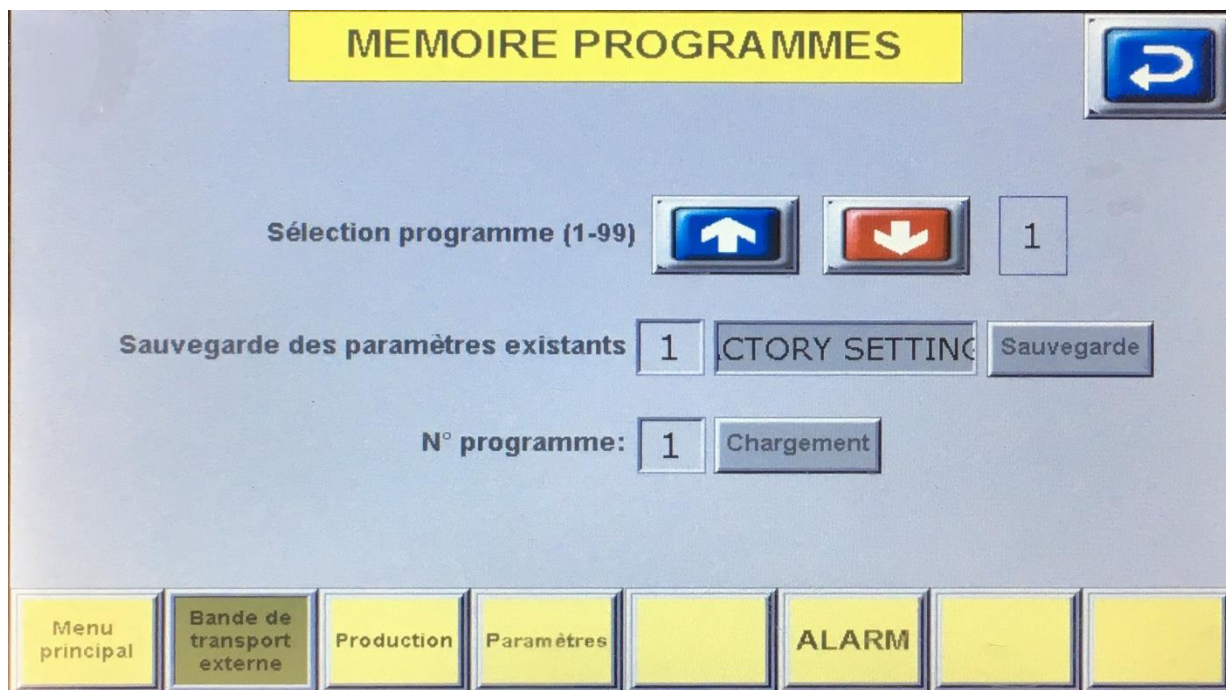 MEMOIRE PROGRAMMES
Sélection programme (1-99) 1
Sauvegarde des paramètres existants 1 CTORY SETTING Sauvegarde
N° programme: 1 Chargement
Menu principal
Bande de transport externe
Production
Paramètres
ALARM